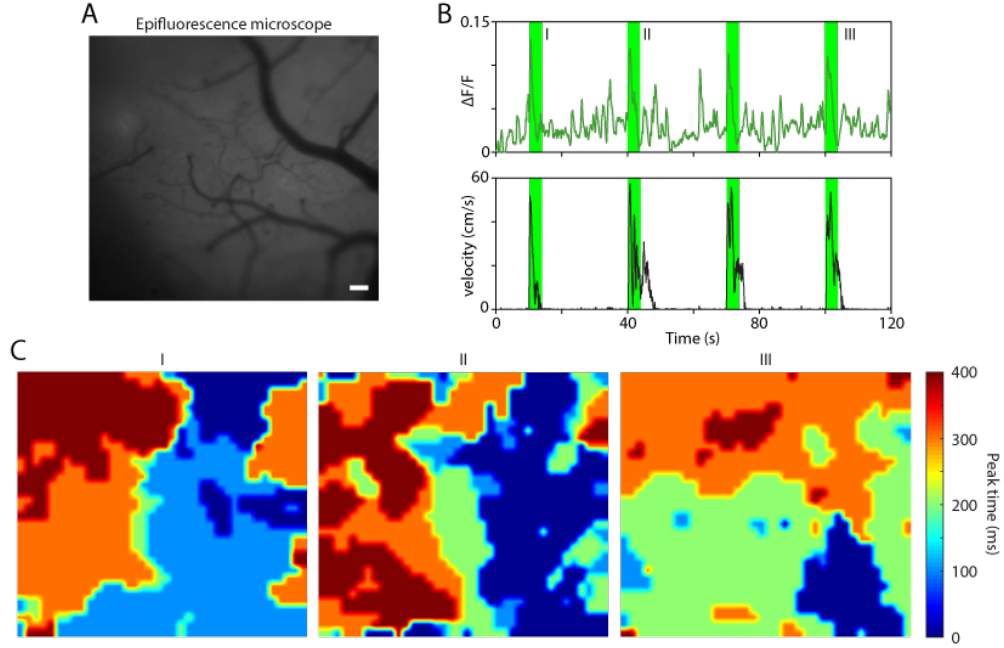 A
Epifluorescence microscope
B
0.15
ΔF/F
0
I
II
III
60
velocity (cm/s)
0
0
40
80
120
Time (s)
C
I
II
III
400
300
200
100
0
Peak time (ms)